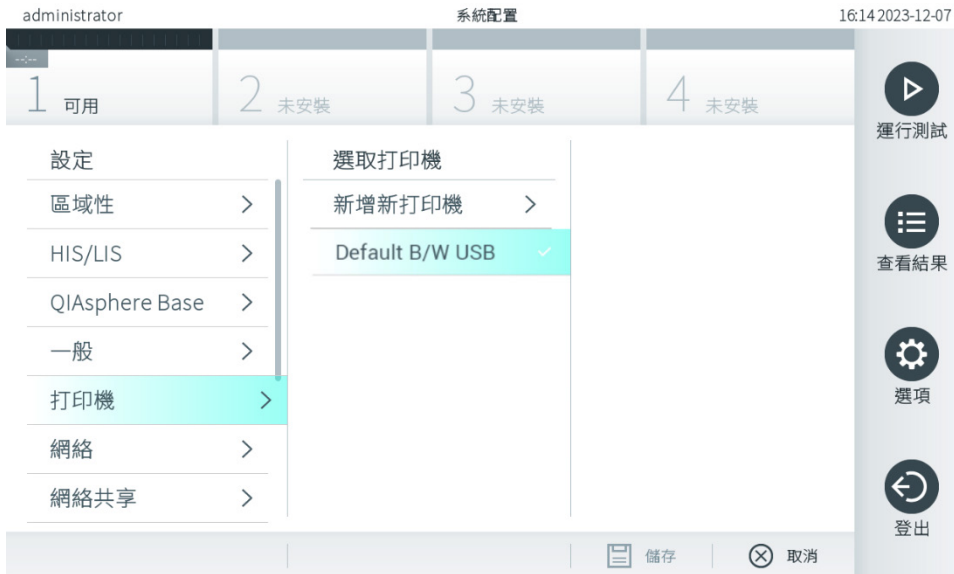 administrator
系統配置
16:14 2023-12-07
--:--
1 可用
2 未安裝
3 未安裝
4 未安裝
運行測試
設定
區域性
HIS/LIS
QIAsphere Base
一般
打印機
網絡
網絡共享
選取打印機
新增新打印機
Default B/W USB
查看結果
選項
登出
儲存
取消